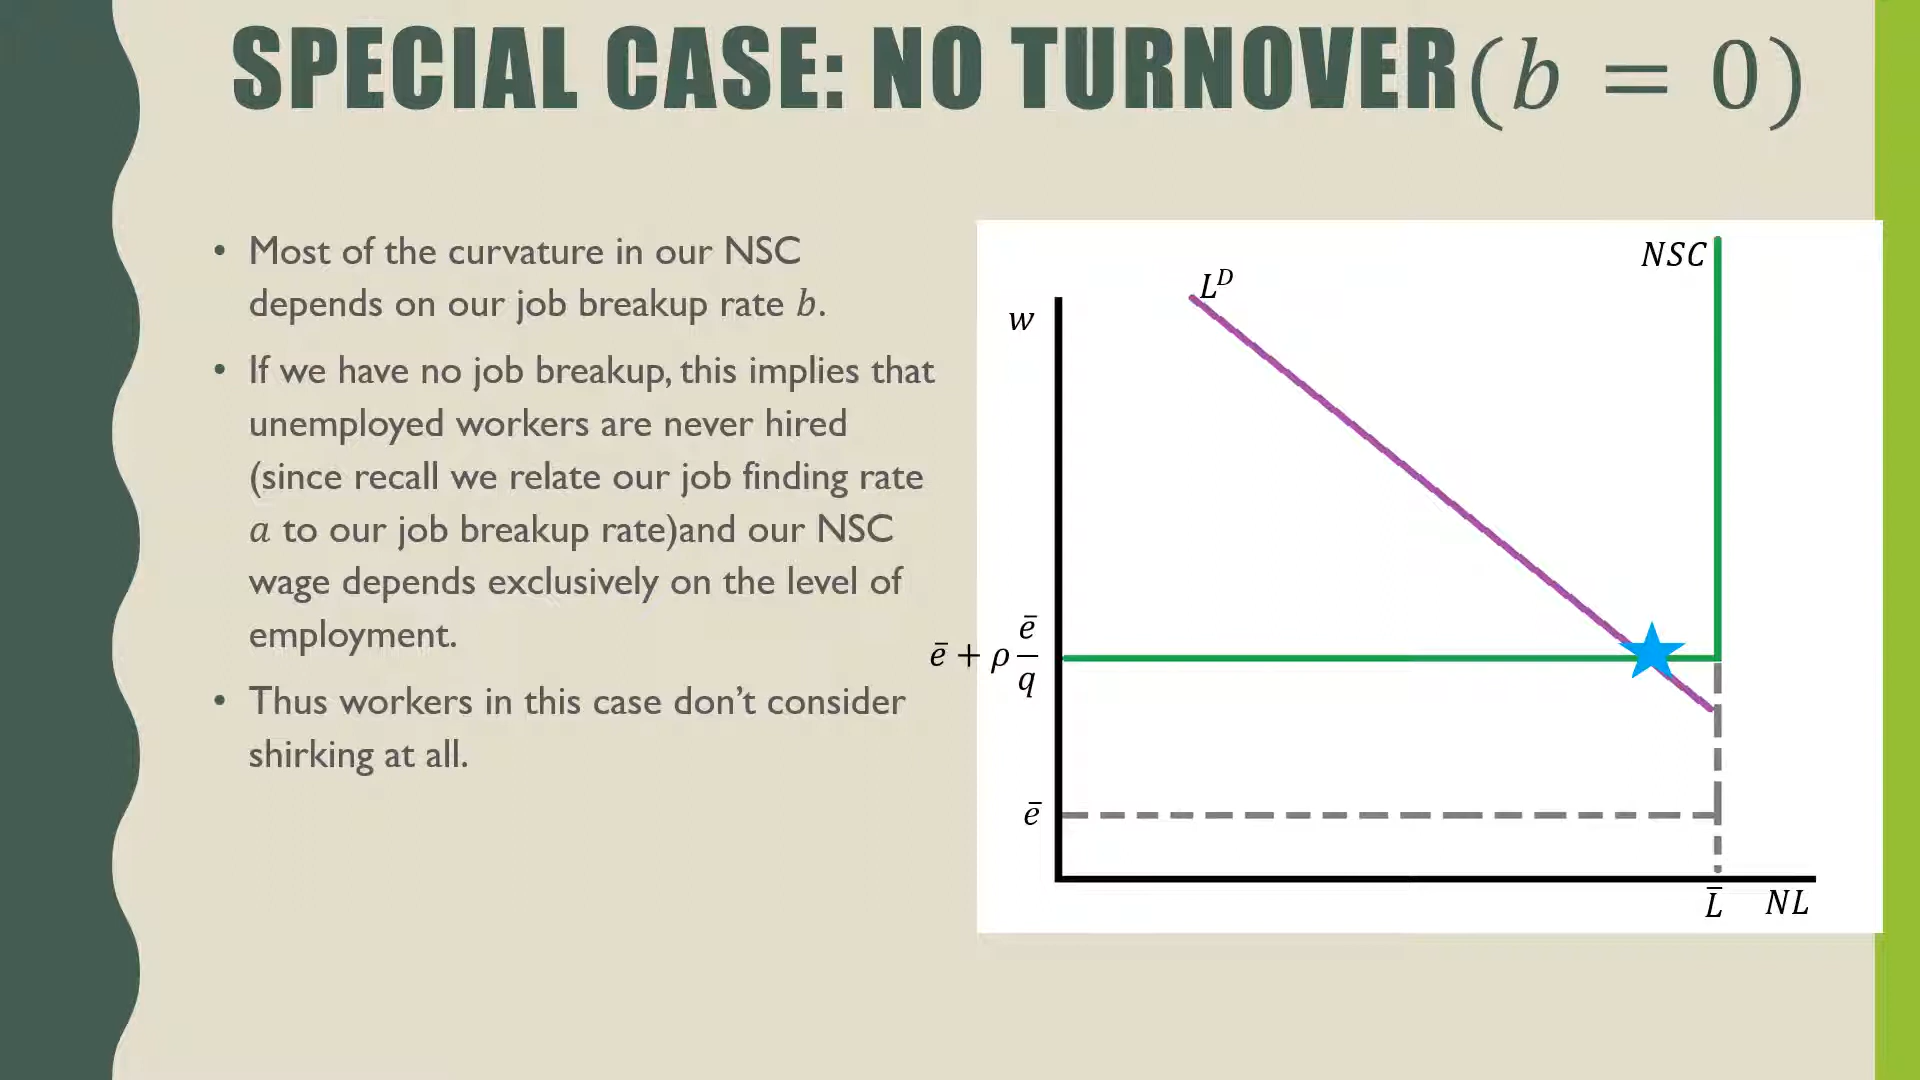 SPECIAL CASE: NO TURNOVER(b = 0)
• Most of the curvature in our NSC
depends on our job breakup rate b.
• If we have no job breakup, this implies that
unemployed workers are never hired
(since recall we relate our job finding rate
a to our job breakup rate)and our NSC
wage depends exclusively on the level of
employment.
• Thus workers in this case don't consider
shirking at all.
NSC
L^D
w
ē + ρ ē/q
ē
L̄
NL